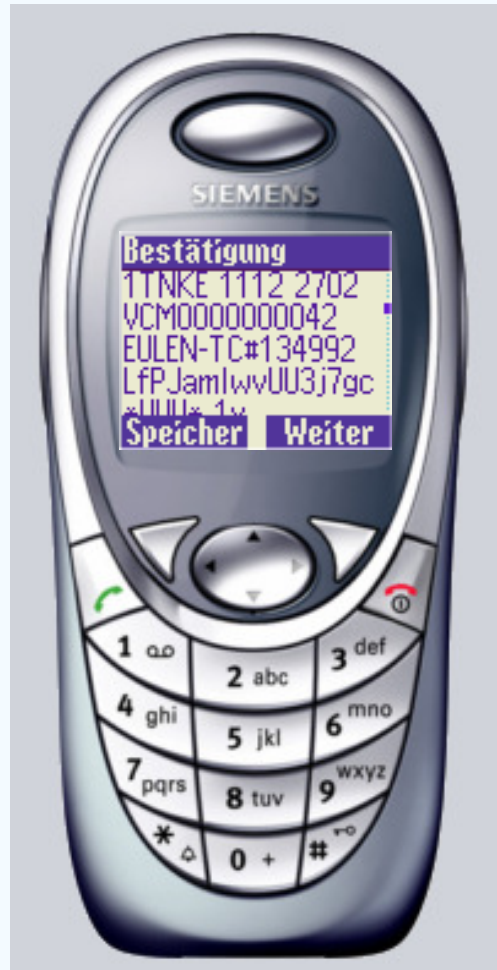 SIEMENS
Bestätigung
1TNKE 1112 2702
VCM0000000042
EULEN-TC#134992
Speicher Weiter
1
2 abc
3 def
4 ghi
5 jkl
6 mno
7 pqrs
8 tuv
9 wxyz
*
0 +
#